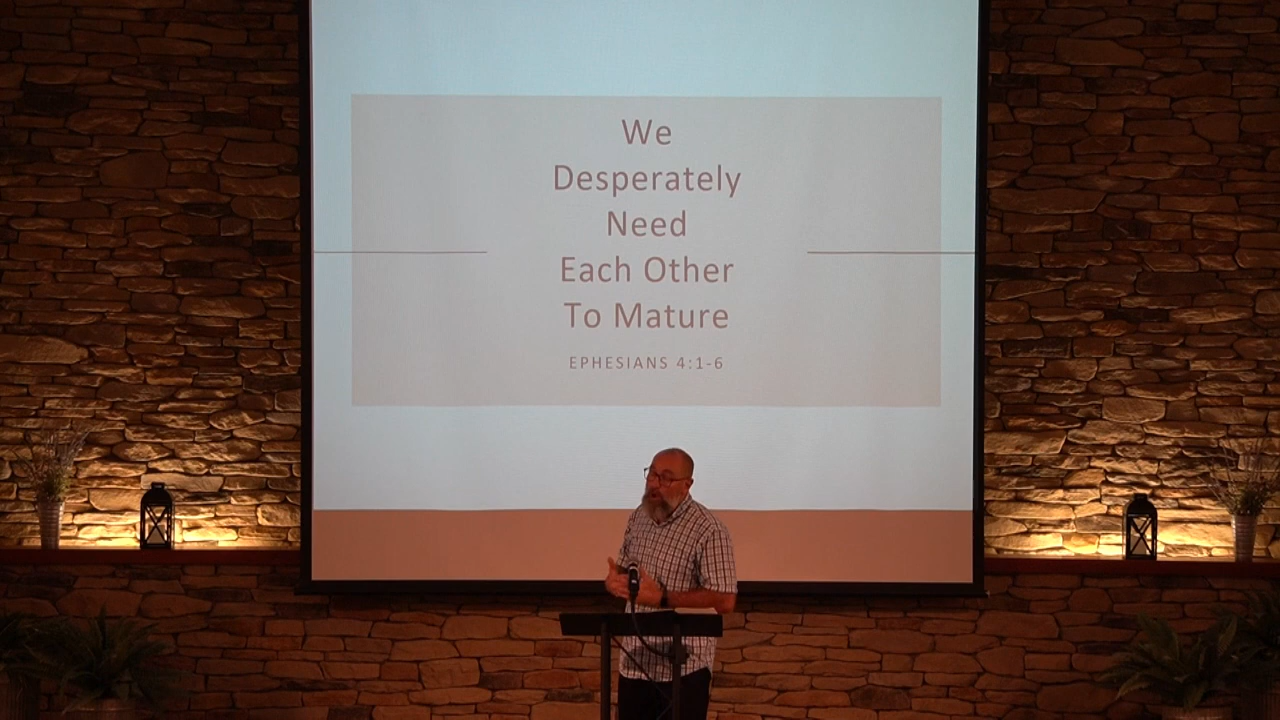 We
Desperately
Need
Each Other
To Mature
EPHESIANS 4:1-6